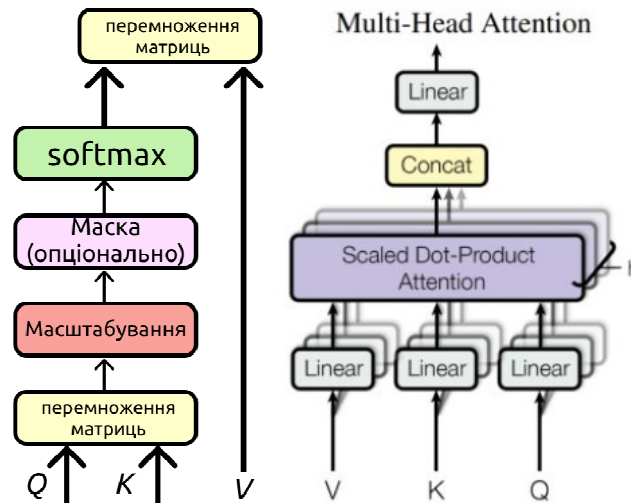 перемноження
матриць
softmax
Маска
(опціонально)
Масштабування
перемноження
матриць
Q
K
V
Multi-Head Attention
Linear
Concat
Scaled Dot-Product
Attention
h
Linear
Linear
Linear
V
K
Q